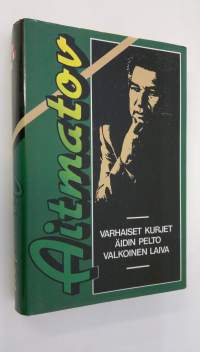 Aitmatov
VARHAISET KURJET
ÄIDIN PELTO
VALKOINEN LAIVA